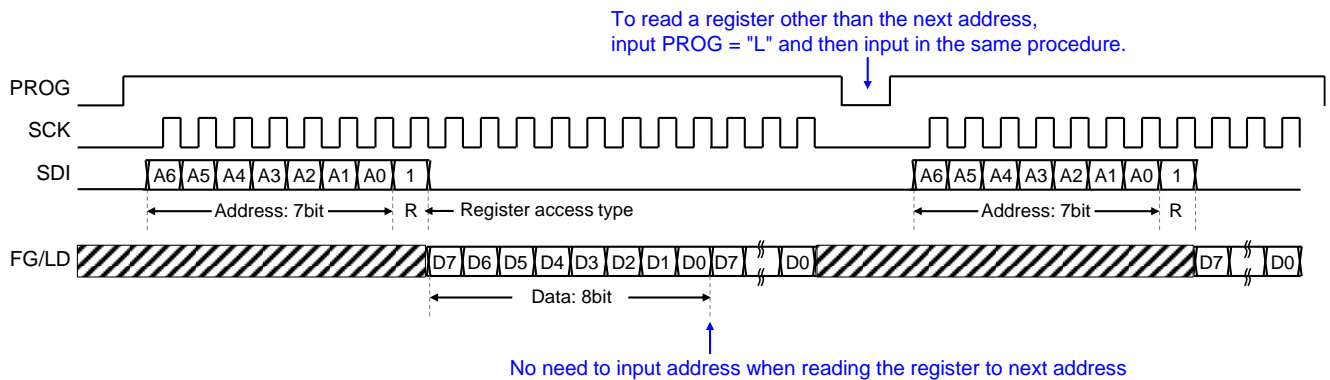 To read a register other than the next address,
input PROG = "L" and then input in the same procedure.
PROG
SCK
SDI A6 A5 A4 A3 A2 A1 A0 1 A6 A5 A4 A3 A2 A1 A0 1
Address: 7bit R Register access type Address: 7bit R
FG/LD D7 D6 D5 D4 D3 D2 D1 D0 D7 D0 D7 D0
Data: 8bit
No need to input address when reading the register to next address